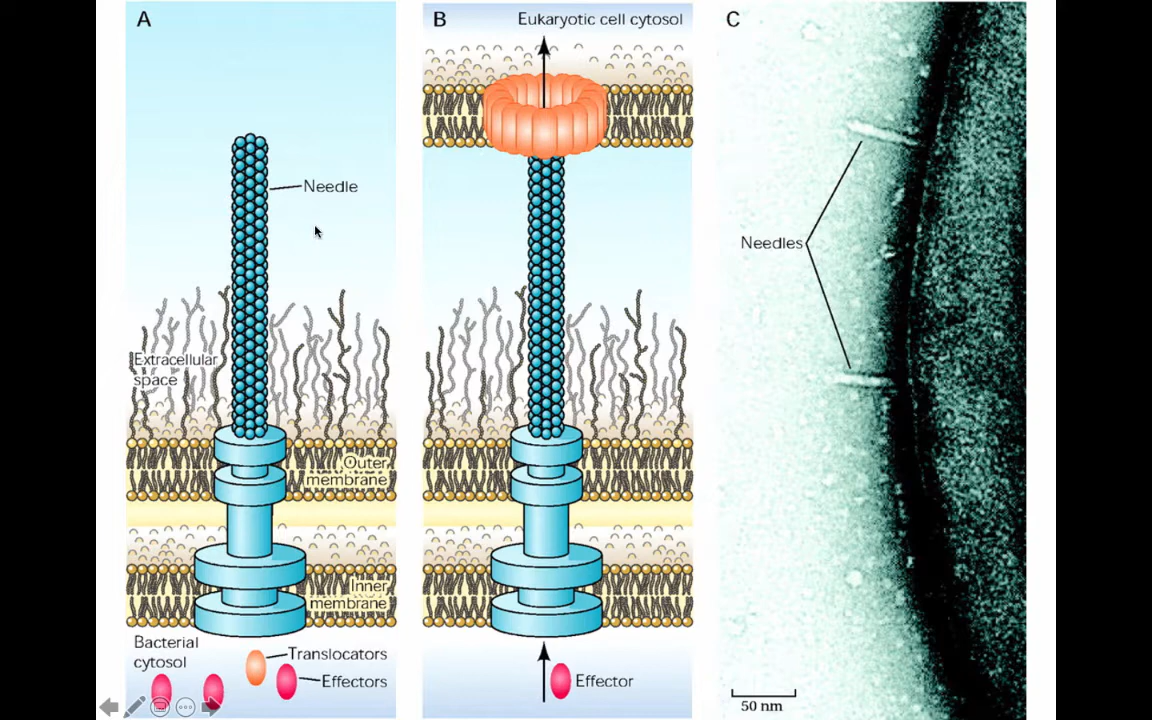 A
Needle
Extracellular
space
Outer
membrane
Inner
membrane
Bacterial
cytosol
Translocators
Effectors
B
Eukaryotic cell cytosol
Effector
C
Needles
50 nm